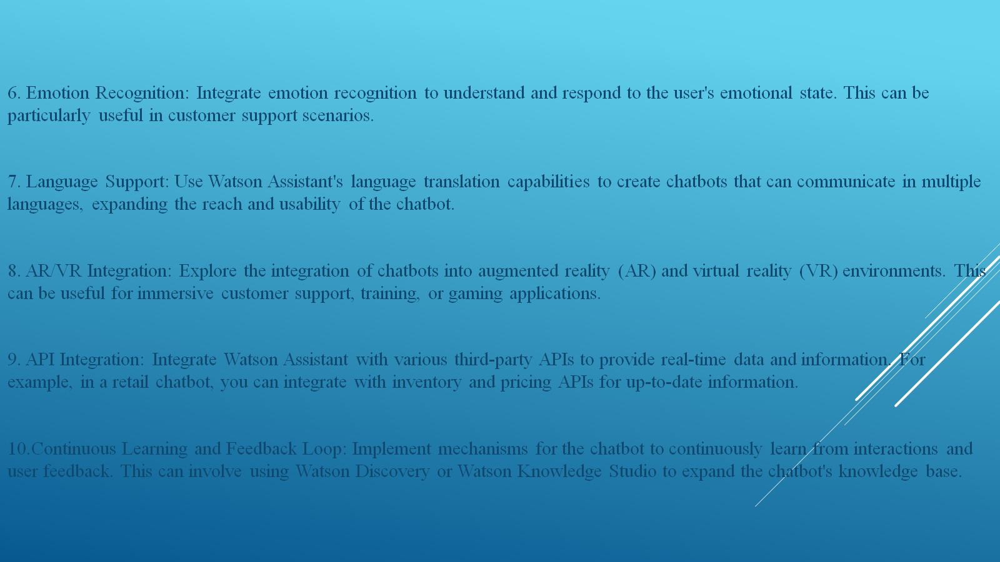 6. Emotion Recognition: Integrate emotion recognition to understand and respond to the user's emotional state. This can be
particularly useful in customer support scenarios.
7. Language Support: Use Watson Assistant's language translation capabilities to create chatbots that can communicate in multiple
languages, expanding the reach and usability of the chatbot.
8. AR/VR Integration: Explore the integration of chatbots into augmented reality (AR) and virtual reality (VR) environments. This
can be useful for immersive customer support, training, or gaming applications.
9. API Integration: Integrate Watson Assistant with various third-party APIs to provide real-time data and information. For
example, in a retail chatbot, you can integrate with inventory and pricing APIs for up-to-date information.
10.Continuous Learning and Feedback Loop: Implement mechanisms for the chatbot to continuously learn from interactions and
user feedback. This can involve using Watson Discovery or Watson Knowledge Studio to expand the chatbot's knowledge base.